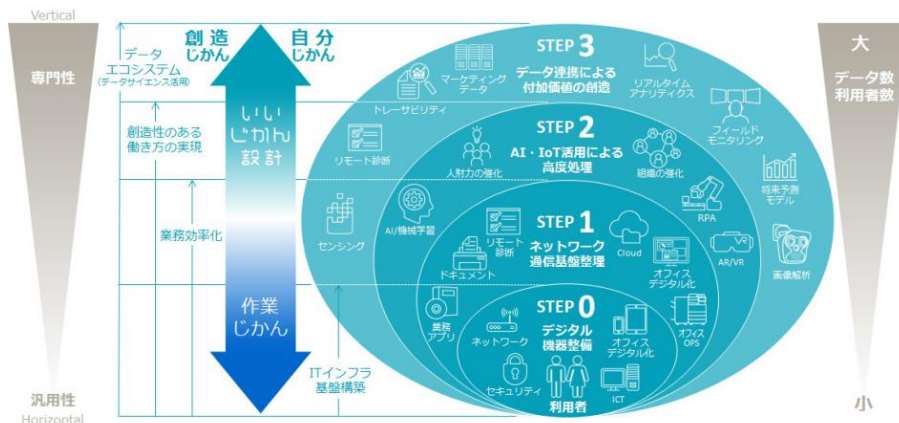 Vertical
専門性
汎用性
Horizontal
データ
エコシステム
(データサイエンス活用)
創造性のある
働き方の実現
業務効率化
ITインフラ
基盤構築
創造
じかん
自分
じかん
いい
じかん
設計
作業
じかん
STEP 3
データ連携による
付加価値の創造
マーケティング
データ
トレーサビリティ
リアルタイム
アナリティクス
フィールド
モニタリング
リモート診断
将来予測
モデル
センシング
画像解析
STEP 2
AI・IoT活用による
高度処理
人財力の強化
組織の強化
RPA
AI/機械学習
AR/VR
VR
STEP 1
ネットワーク
通信基盤整理
リモート
診断
Cloud
ドキュメント
オフィス
デジタル化
業務
アプリ
オフィス
OPS
STEP 0
デジタル
機器整備
ネットワーク
オフィス
デジタル化
セキュリティ
ICT
利用者
大
データ数
利用者数
小